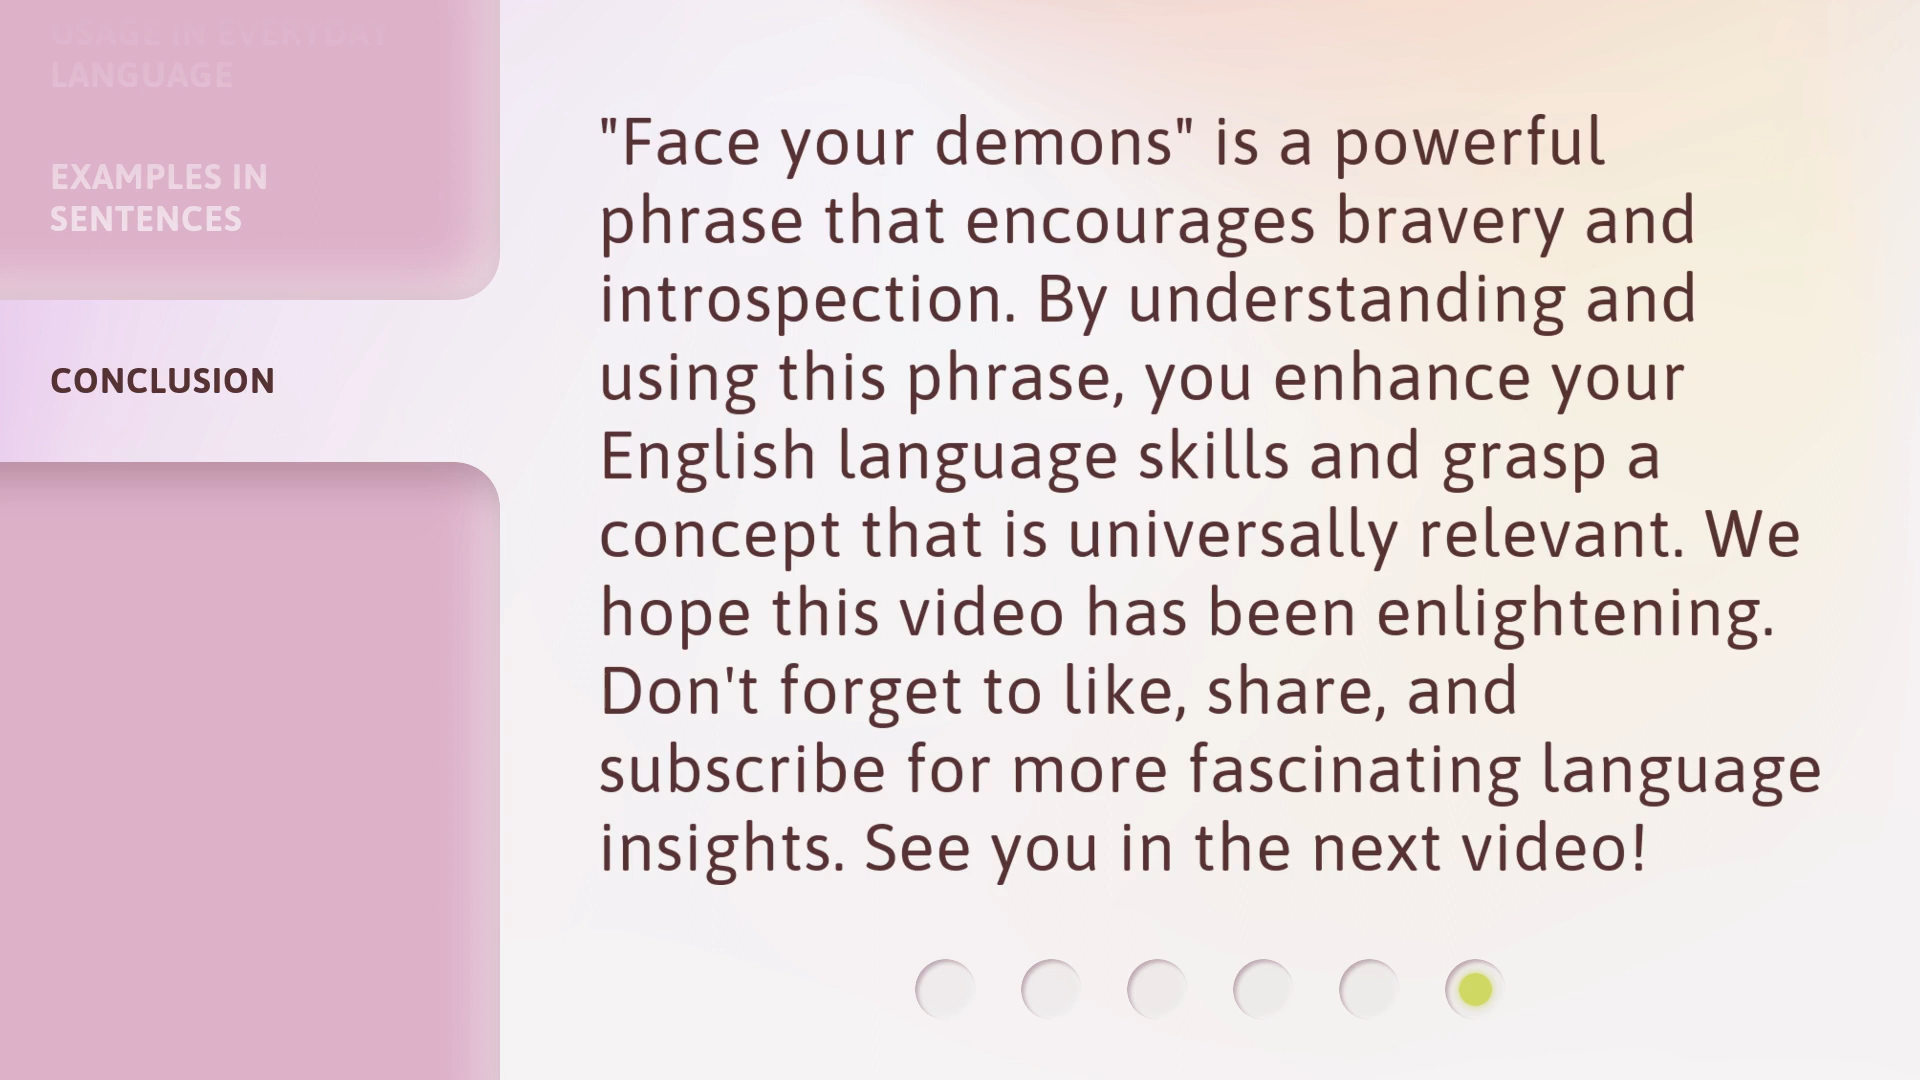 USAGE IN EVERYDAY
LANGUAGE
EXAMPLES IN
SENTENCES
CONCLUSION
"Face your demons" is a powerful
phrase that encourages bravery and
introspection. By understanding and
using this phrase, you enhance your
English language skills and grasp a
concept that is universally relevant. We
hope this video has been enlightening.
Don't forget to like, share, and
subscribe for more fascinating language
insights. See you in the next video!